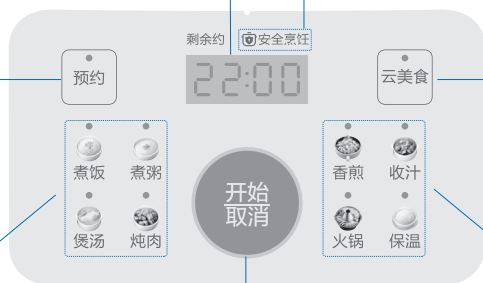 剩余约 安全烹饪
预约 22:00 云美食
煮饭 煮粥 开始 香煎 收汁
取消
煲汤 炖肉 火锅 保温